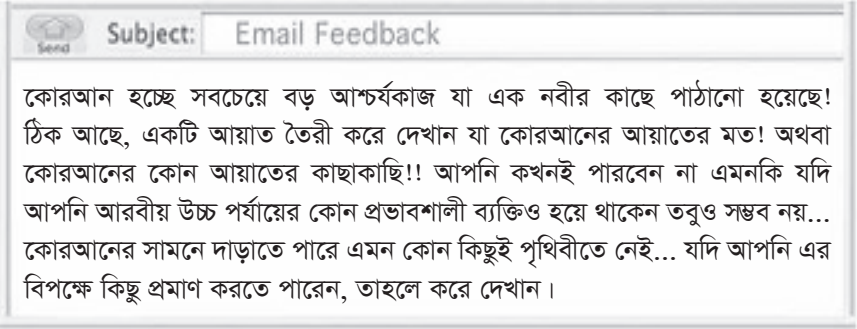 Send Subject: Email Feedback
কোরআন হচ্ছে সবচেয়ে বড় আশ্চর্যকাজ যা এক নবীর কাছে পাঠানো হয়েছে!
ঠিক আছে, একটি আয়াত তৈরী করে দেখান যা কোরআনের আয়াতের মত! অথবা
কোরআনের কোন আয়াতের কাছাকাছি!! আপনি কখনই পারবেন না এমনকি যদি
আপনি আরবীয় উচ্চ পর্যায়ের কোন প্রভাবশালী ব্যক্তিও হয়ে থাকেন তবুও সম্ভব নয়...
কোরআনের সামনে দাড়াতে পারে এমন কোন কিছুই পৃথিবীতে নেই... যদি আপনি এর
বিপক্ষে কিছু প্রমাণ করতে পারেন, তাহলে করে দেখান।